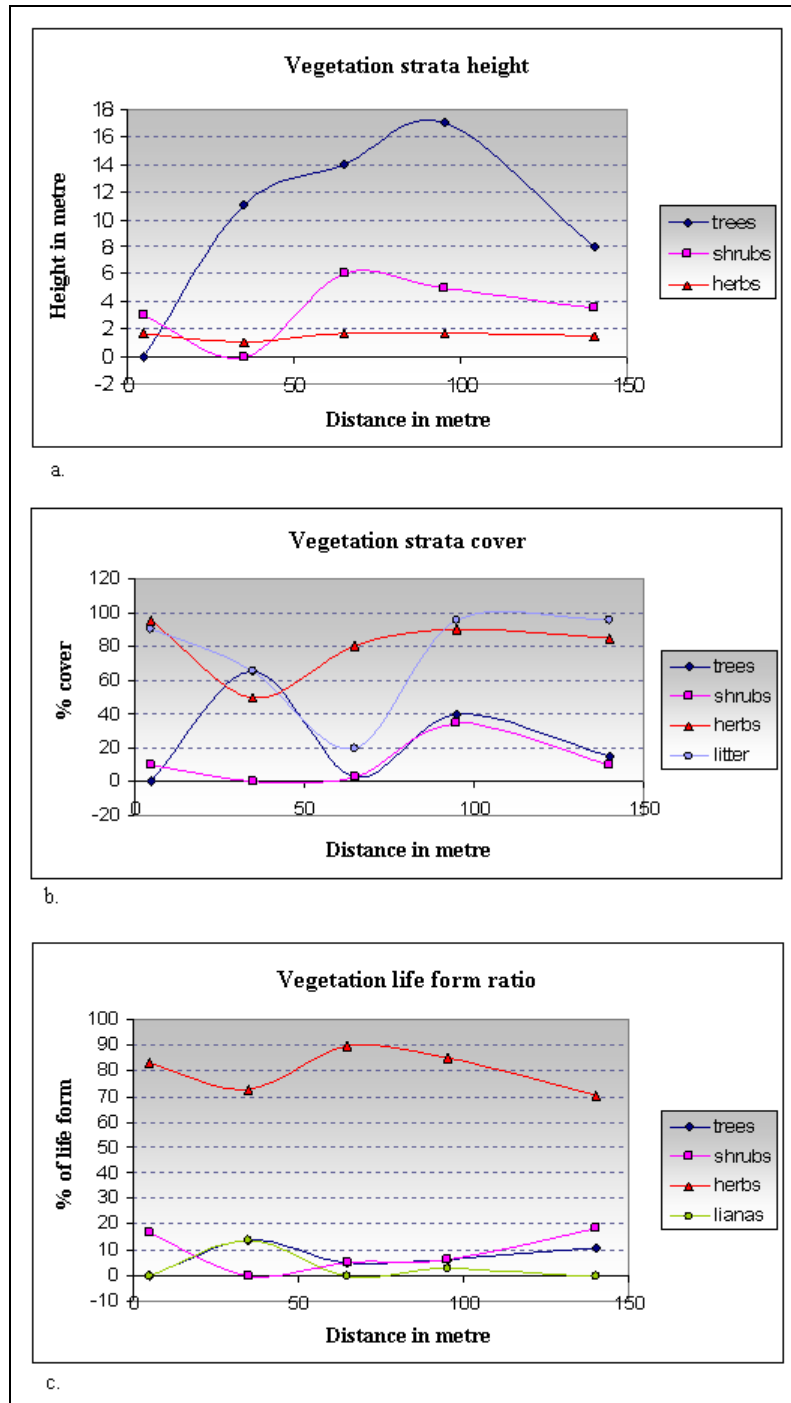 Vegetation strata height
18
16
14
12
10
8
6
4
2
0
-2
0
50
100
150
Height in metre
Distance in metre
trees
shrubs
herbs
a.
Vegetation strata cover
120
100
80
60
40
20
0
-20
0
50
100
150
% cover
Distance in metre
trees
shrubs
herbs
litter
b.
Vegetation life form ratio
100
90
80
70
60
50
40
30
20
10
0
-10
0
50
100
150
% of life form
Distance in metre
trees
shrubs
herbs
lianas
c.